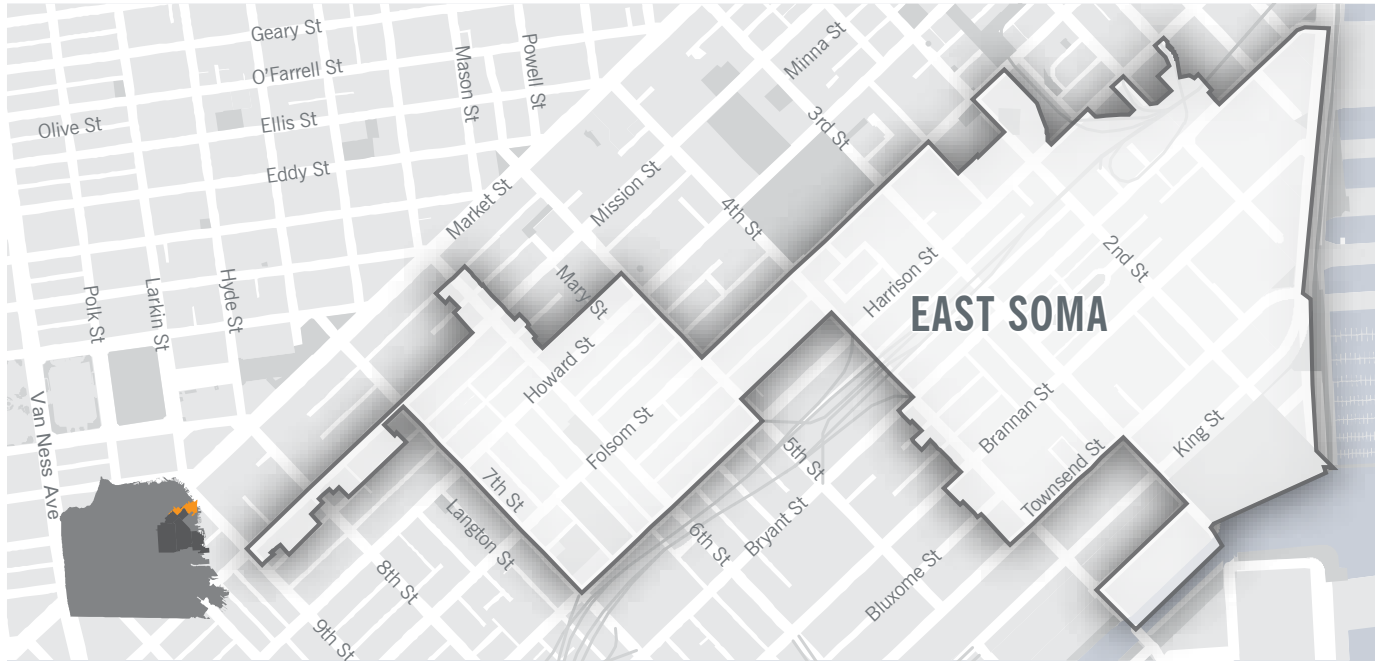 Geary St
O'Farrell St
Ellis St
Eddy St
Olive St
Mason St
Powell St
Minna St
3rd St
4th St
Mission St
Market St
Mary St
Polk St
Larkin St
Hyde St
Van Ness Ave
Howard St
Folsom St
7th St
Langton St
8th St
9th St
6th St
5th St
Bryant St
Bluxome St
Harrison St
EAST SOMA
2nd St
Brannan St
Townsend St
King St